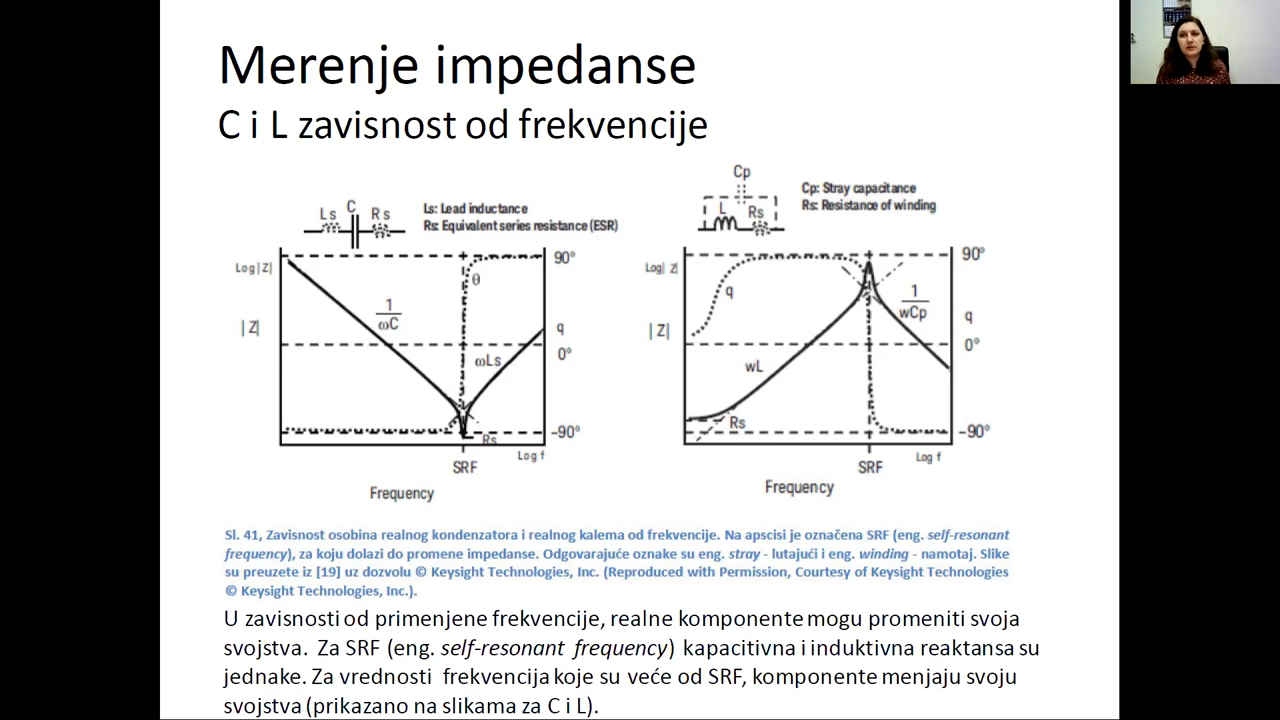 Merenje impedanse
C i L zavisnost od frekvencije
Ls C Rs
Ls: Lead inductance
Rs: Equivalent series resistance (ESR)
Log |Z|
|Z|
1
ωC
θ
ωLs
Rs
90º
q
0º
-90º
Log f
SRF
Frequency
Cp
L Rs
Cp: Stray capacitance
Rs: Resistance of winding
Log| Z|
|Z|
q
wL
Rs
1
wCp
90º
q
0º
-90º
Log f
SRF
Frequency
Sl. 41, Zavisnost osobina realnog kondenzatora i realnog kalema od frekvencije. Na apscisi je označena SRF (eng. self-resonant
frequency), za koju dolazi do promene impedanse. Odgovarajuće oznake su eng. stray - lutajući i eng. winding - namotaj. Slike
su preuzete iz [19] uz dozvolu © Keysight Technologies, Inc. (Reproduced with Permission, Courtesy of Keysight Technologies
© Keysight Technologies, Inc.).
U zavisnosti od primenjene frekvencije, realne komponente mogu promeniti svoja
svojstva. Za SRF (eng. self-resonant frequency) kapacitivna i induktivna reaktansa su
jednake. Za vrednosti frekvencija koje su veće od SRF, komponente menjaju svoju
svojstva (prikazano na slikama za C i L).